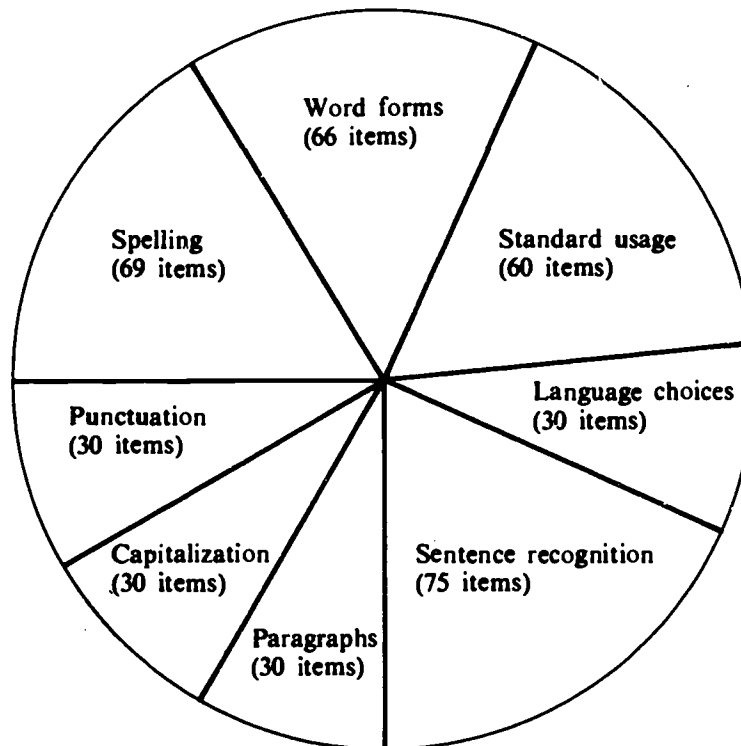 Word forms
(66 items)
Standard usage
(60 items)
Spelling
(69 items)
Language choices
(30 items)
Punctuation
(30 items)
Sentence recognition
(75 items)
Capitalization
(30 items)
Paragraphs
(30 items)